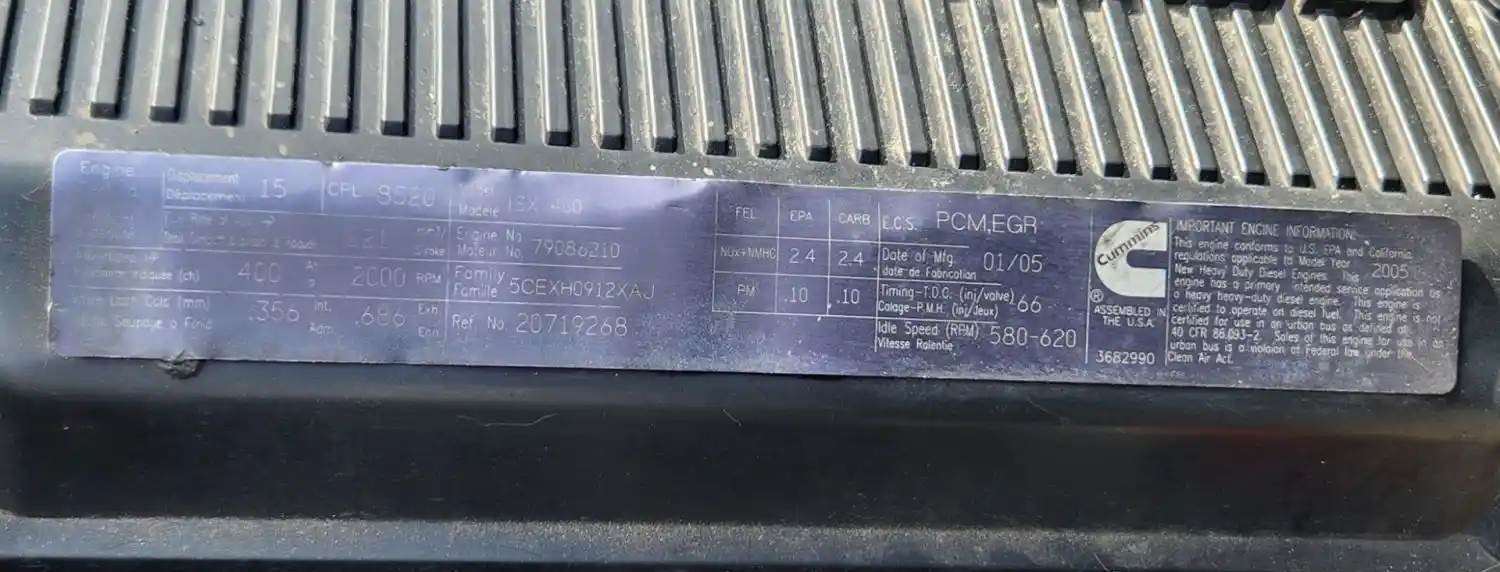 Engine
Displacement
Déplacement 15
CPL 8520
Modèle ISX 400
Engine No.
Moteur No. 79086210
400 2000 RPM
Family
Famille 5CEXH0912XAJ
(mm) .356 Int. Adm. .686 Exh.
Ref No. 20719268
FEL EPA CARB
NOX+NMHC 2.4 2.4
PM .10 .10
E.C.S. PCM,EGR
Date of Mfg. 01/05
date de Fabrication
Timing-T.D.C. (inj/valve) 66
Calage-P.M.H. (inj/Jeux)
Idle Speed (RPM) 580-620
Vitesse Ralentie
Cummins
®
ASSEMBLED IN
THE U.S.A.
3682990
IMPORTANT ENGINE INFORMATION
This engine conforms to U.S. EPA and California
regulations applicable to Model Year 2005
New Heavy Duty Diesel Engines. This
engine has a primary intended service application as
a heavy heavy-duty diesel engine. This engine is
certified to operate on diesel fuel. This engine is not
certified for use in an urban bus as defined at
40 CFR 86.093-2. Sales of this engine for use in an
urban bus is a violation of Federal law under the
Clean Air Act.